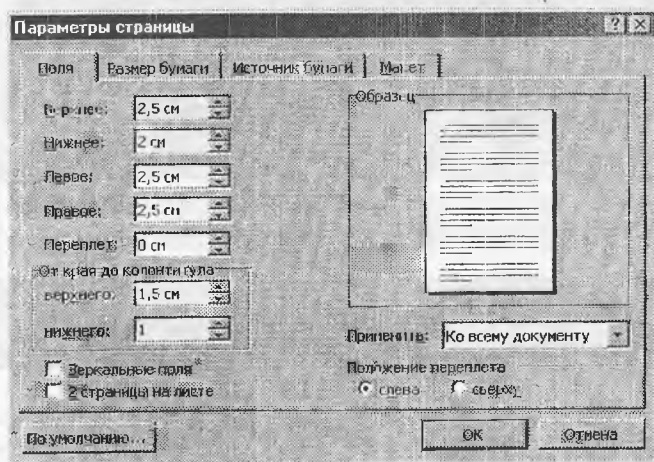 Параметры страницы
Поля Размер бумаги Источник бумаги Макет
Верхнее: 2,5 см
Нижнее: 2 см
Левое: 2,5 см
Правое: 2,5 см
Переплет: 0 см
От края до колонтитула
верхнего: 1,5 см
нижнего: 1
Зеркальные поля
2 страницы на листе
Образец
Применить: Ко всему документу
Положение переплета
слева сверху
По умолчанию... ОК Отмена